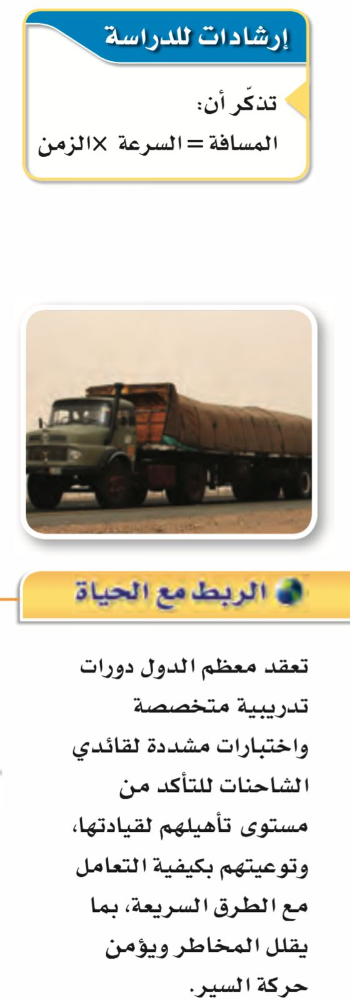 إرشادات للدراسة
تذكّر أن:
المسافة = السرعة × الزمن
الربط مع الحياة
تعقد معظم الدول دورات
تدريبية متخصصة
واختبارات مشددة لقائدي
الشاحنات للتأكد من
مستوى تأهيلهم لقيادتها،
وتوعيتهم بكيفية التعامل
مع الطرق السريعة، بما
يقلل المخاطر ويؤمن
حركة السير.